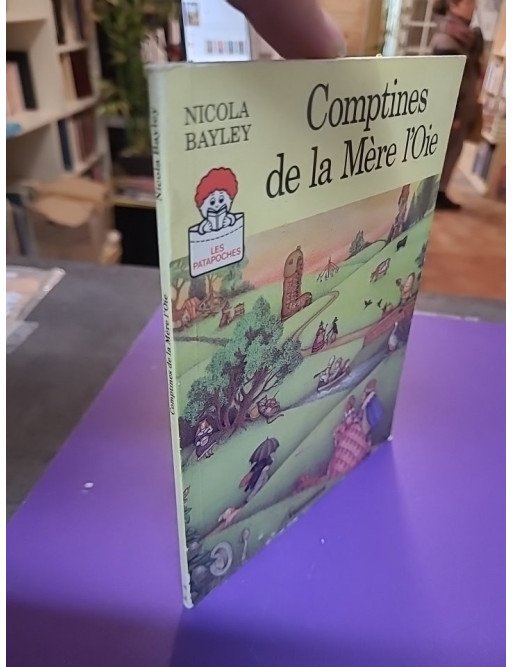 NICOLA
BAYLEY
Comptines
de la Mère l'Oie
LES
PATAPOCHES
Nicola Bayley
Comptines de la Mère l'Oie